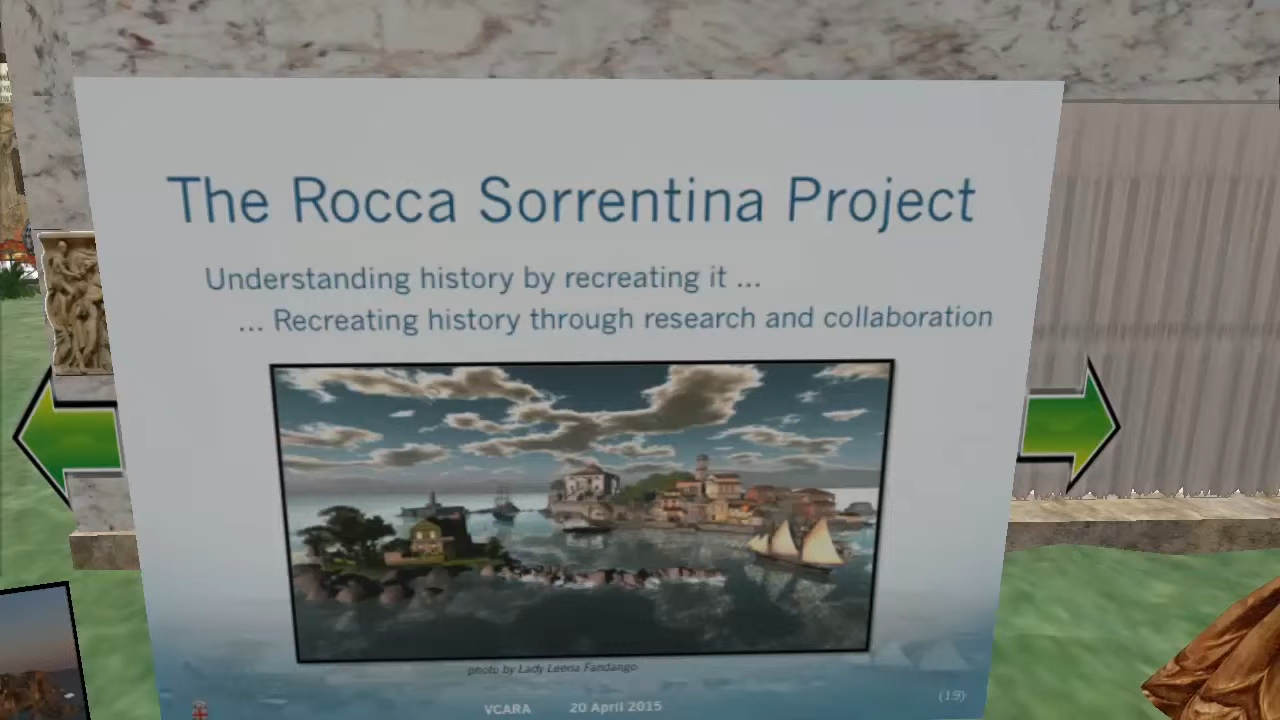 The Rocca Sorrentina Project
Understanding history by recreating it ...
... Recreating history through research and collaboration
photo by Lady Leena Fandango
VCARA 20 April 2015 (19)